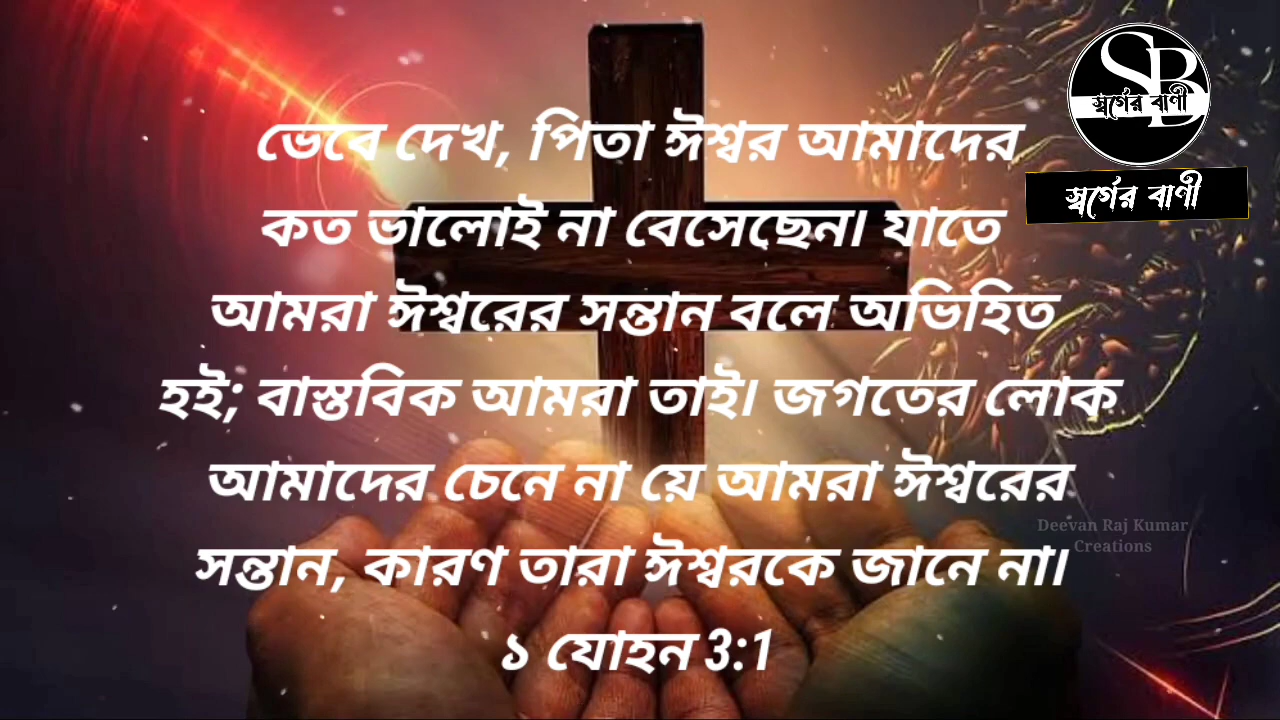 SB
স্বর্গের বাণী
স্বর্গের বাণী
ভেবে দেখ, পিতা ঈশ্বর আমাদের
কত ভালোই না বেসেছেন। যাতে
আমরা ঈশ্বরের সন্তান বলে অভিহিত
হই; বাস্তবিক আমরা তাই। জগতের লোক
আমাদের চেনে না য়ে আমরা ঈশ্বরের
সন্তান, কারণ তারা ঈশ্বরকে জানে না।
১ যোহন 3:1
Deevan Raj Kumar
Creations